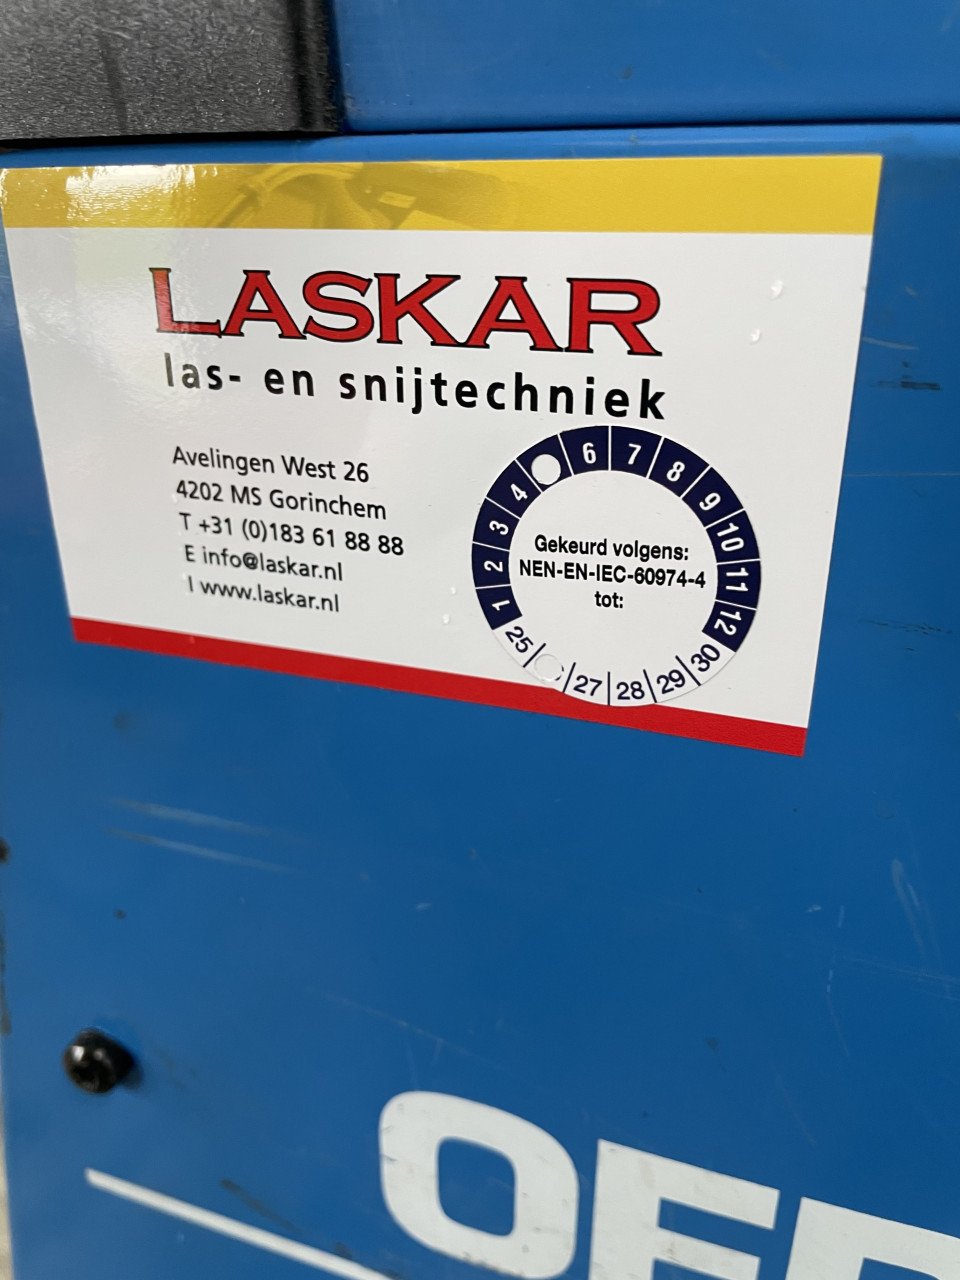 LASKAR
las- en snijtechniek
Avelingen West 26
4202 MS Gorinchem
T +31 (0)183 61 88 88
E info@laskar.nl
I www.laskar.nl
1 2 3 4 6 7 8 9 10 11 12
Gekeurd volgens:
NEN-EN-IEC-60974-4
tot:
25 27 28 29 30